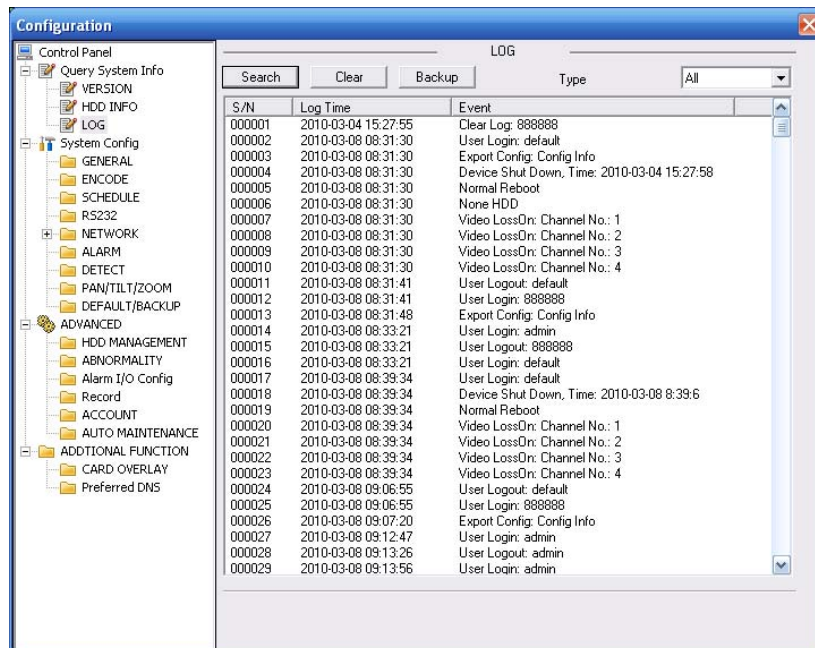 Configuration
Control Panel
Query System Info
VERSION
HDD INFO
LOG
System Config
GENERAL
ENCODE
SCHEDULE
RS232
NETWORK
ALARM
DETECT
PAN/TILT/ZOOM
DEFAULT/BACKUP
ADVANCED
HDD MANAGEMENT
ABNORMALITY
Alarm I/O Config
Record
ACCOUNT
AUTO MAINTENANCE
ADDTIONAL FUNCTION
CARD OVERLAY
Preferred DNS
LOG
Search Clear Backup Type All
S/N Log Time Event
000001 2010-03-04 15:27:55 Clear Log: 888888
000002 2010-03-08 08:31:30 User Login: default
000003 2010-03-08 08:31:30 Export Config: Config Info
000004 2010-03-08 08:31:30 Device Shut Down, Time: 2010-03-04 15:27:58
000005 2010-03-08 08:31:30 Normal Reboot
000006 2010-03-08 08:31:30 None HDD
000007 2010-03-08 08:31:30 Video LossOn: Channel No.: 1
000008 2010-03-08 08:31:30 Video LossOn: Channel No.: 2
000009 2010-03-08 08:31:30 Video LossOn: Channel No.: 3
000010 2010-03-08 08:31:30 Video LossOn: Channel No.: 4
000011 2010-03-08 08:31:41 User Logout: default
000012 2010-03-08 08:31:41 User Login: 888888
000013 2010-03-08 08:31:48 Export Config: Config Info
000014 2010-03-08 08:33:21 User Login: admin
000015 2010-03-08 08:33:21 User Logout: 888888
000016 2010-03-08 08:33:21 User Login: default
000017 2010-03-08 08:39:34 User Login: default
000018 2010-03-08 08:39:34 Device Shut Down, Time: 2010-03-08 8:39:6
000019 2010-03-08 08:39:34 Normal Reboot
000020 2010-03-08 08:39:34 Video LossOn: Channel No.: 1
000021 2010-03-08 08:39:34 Video LossOn: Channel No.: 2
000022 2010-03-08 08:39:34 Video LossOn: Channel No.: 3
000023 2010-03-08 08:39:34 Video LossOn: Channel No.: 4
000024 2010-03-08 09:06:55 User Logout: default
000025 2010-03-08 09:06:55 User Login: 888888
000026 2010-03-08 09:07:20 Export Config: Config Info
000027 2010-03-08 09:12:47 User Login: admin
000028 2010-03-08 09:13:26 User Logout: admin
000029 2010-03-08 09:13:56 User Login: admin